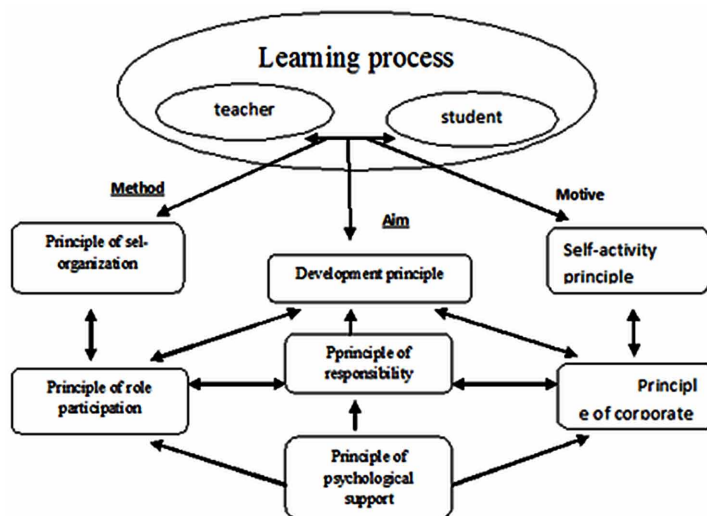 Learning process
teacher
student
Method
Motive
Aim
Principle of sel-
organization
Development principle
Self-activity
principle
Pprinciple of
responsibility
Principle of role
participation
Principl
e of corporate
Principle of
psychological
support